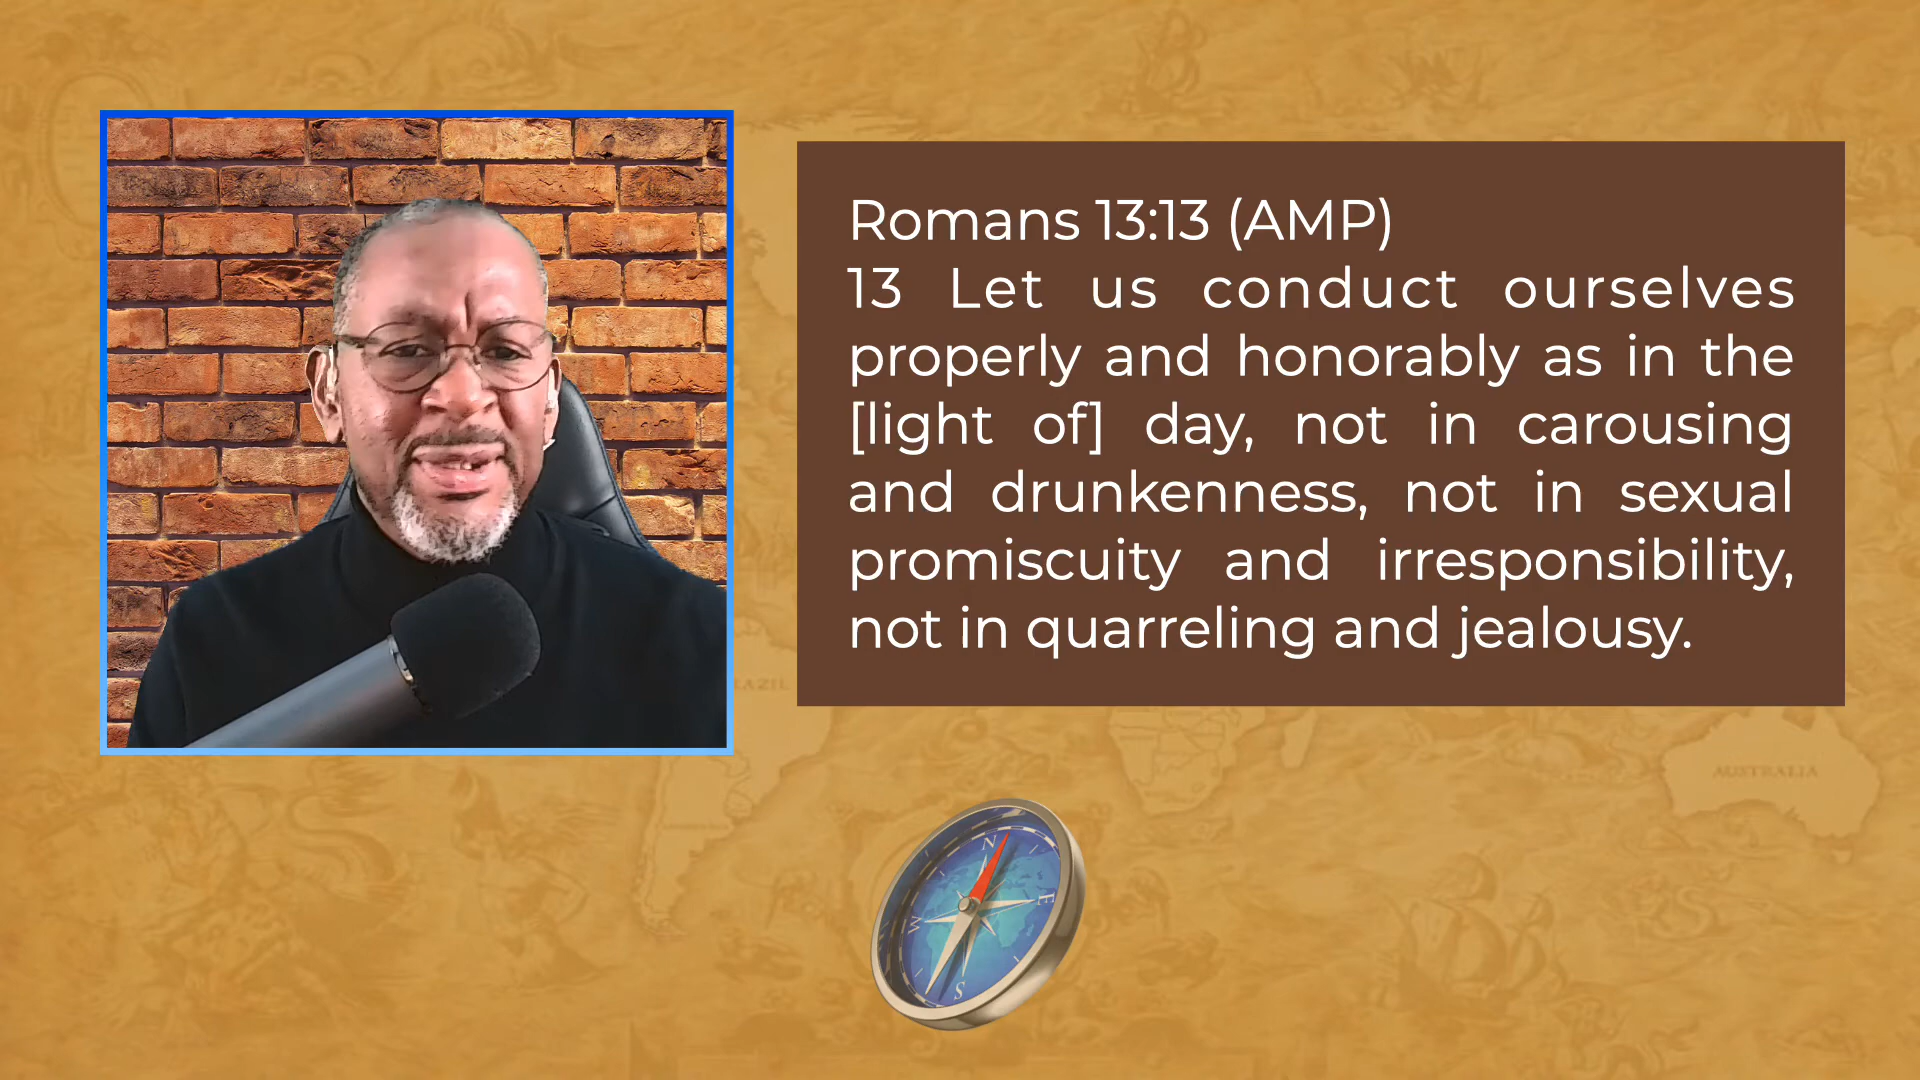 Romans 13:13 (AMP)
13 Let us conduct ourselves
properly and honorably as in the
[light of] day, not in carousing
and drunkenness, not in sexual
promiscuity and irresponsibility,
not in quarreling and jealousy.
AUSTRALIA
N
E
W
S